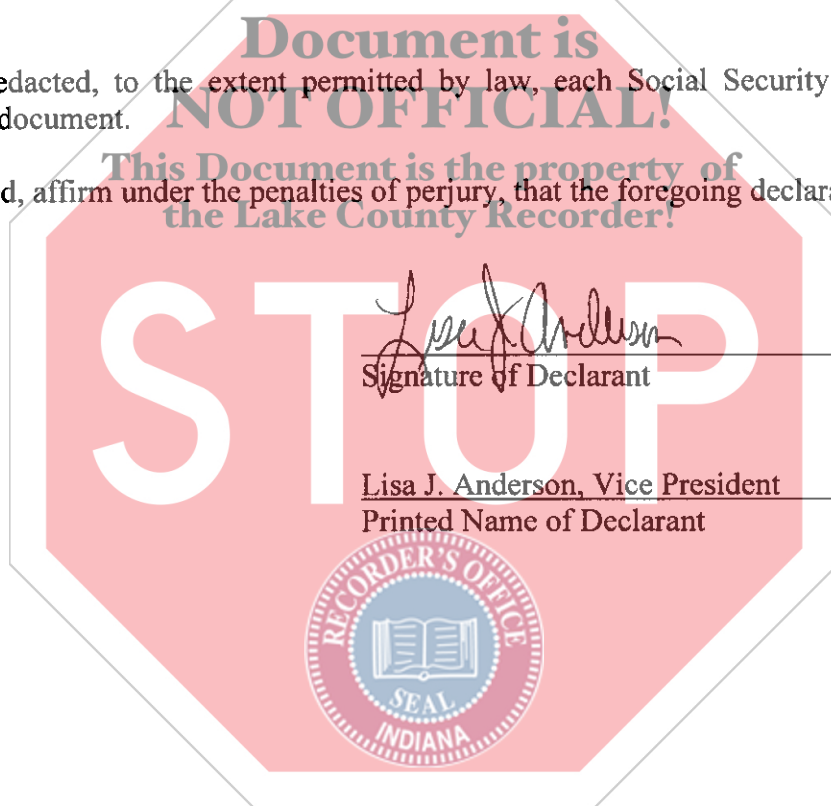 Document is
edacted, to the extent permitted by law, each Social Security
NOT OFFICIAL!
document.
This Document is the property of
d, affirm under the penalties of perjury, that the foregoing declara
the Lake County Recorder!
STOP
Lisa J Anderson
Signature of Declarant
Lisa J. Anderson, Vice President
Printed Name of Declarant
RECORDER'S OFFICE
SEAL
INDIANA